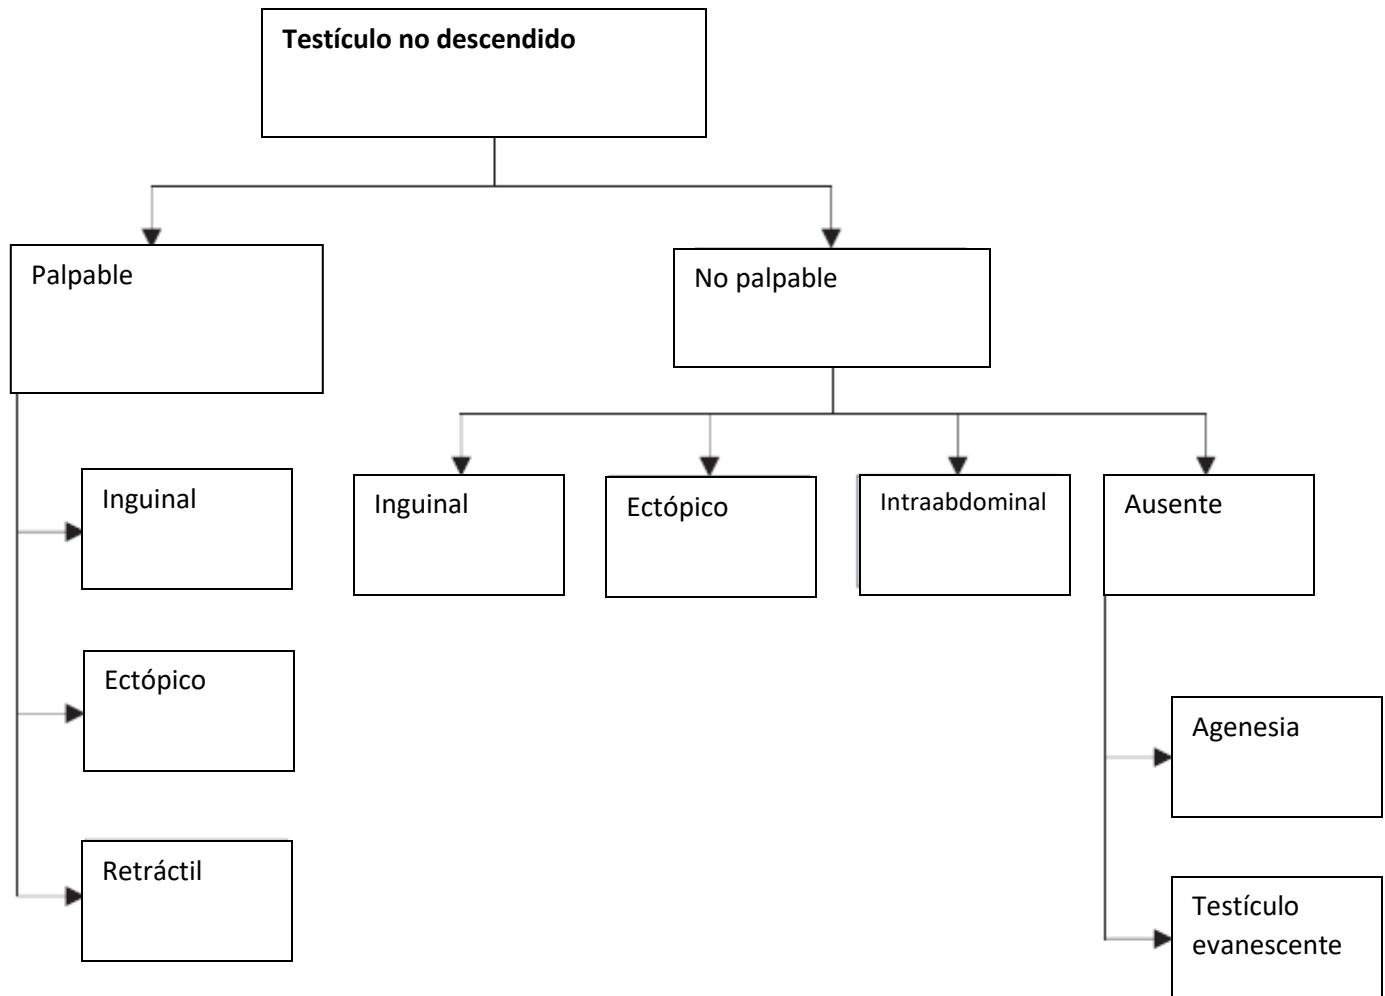 Testículo no descendido
Palpable
No palpable
Inguinal
Ectópico
Retráctil
Inguinal
Ectópico
Intraabdominal
Ausente
Agenesia
Testículo
evanescente